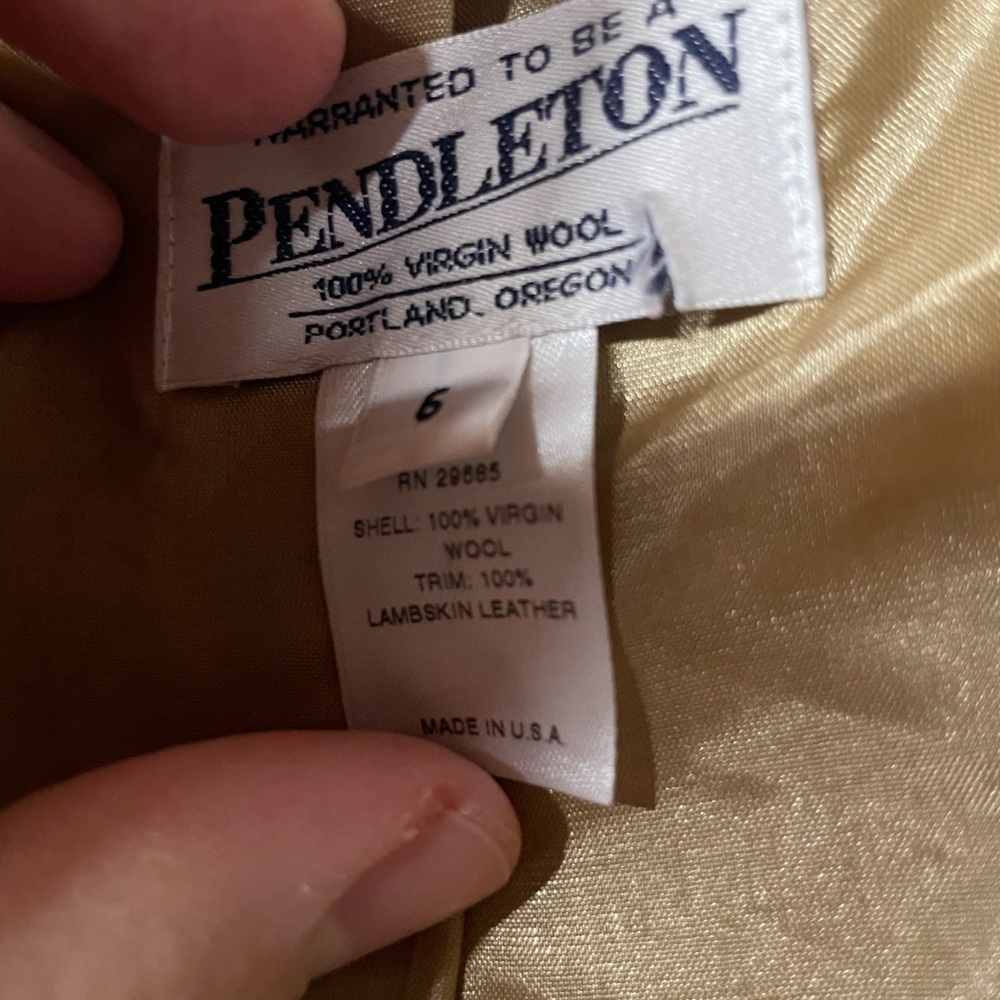 WARRANTED TO BE A
PENDLETON
100% VIRGIN WOOL
PORTLAND, OREGON
6
RN 29685
SHELL: 100% VIRGIN
WOOL
TRIM: 100%
LAMBSKIN LEATHER
MADE IN U.S.A.